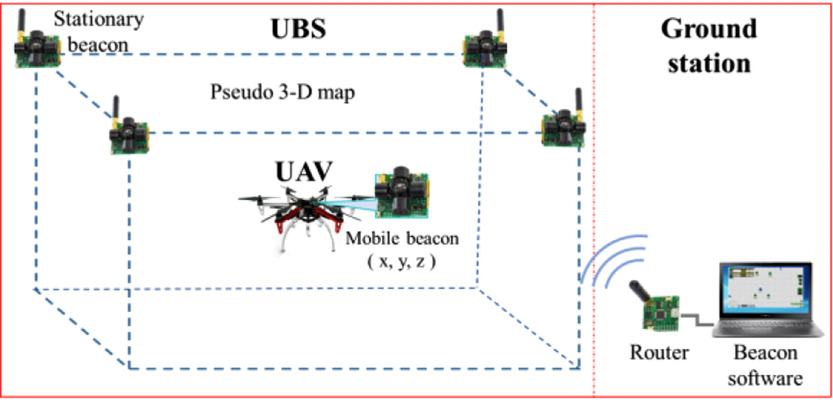 Stationary
beacon
UBS
Ground
station
Pseudo 3-D map
UAV
Mobile beacon
( x, y, z )
Router
Beacon
software